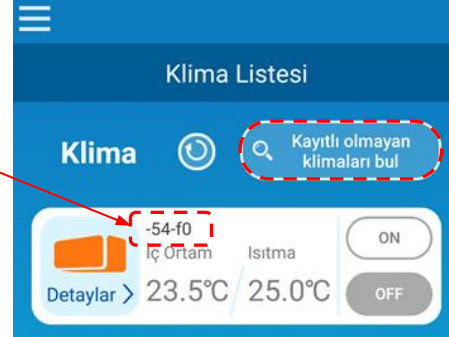 Klima Listesi
Klima
Kayıtlı olmayan
klimaları bul
-54-f0
İç Ortam
Isıtma
ON
Detaylar >
23.5°C
25.0°C
OFF